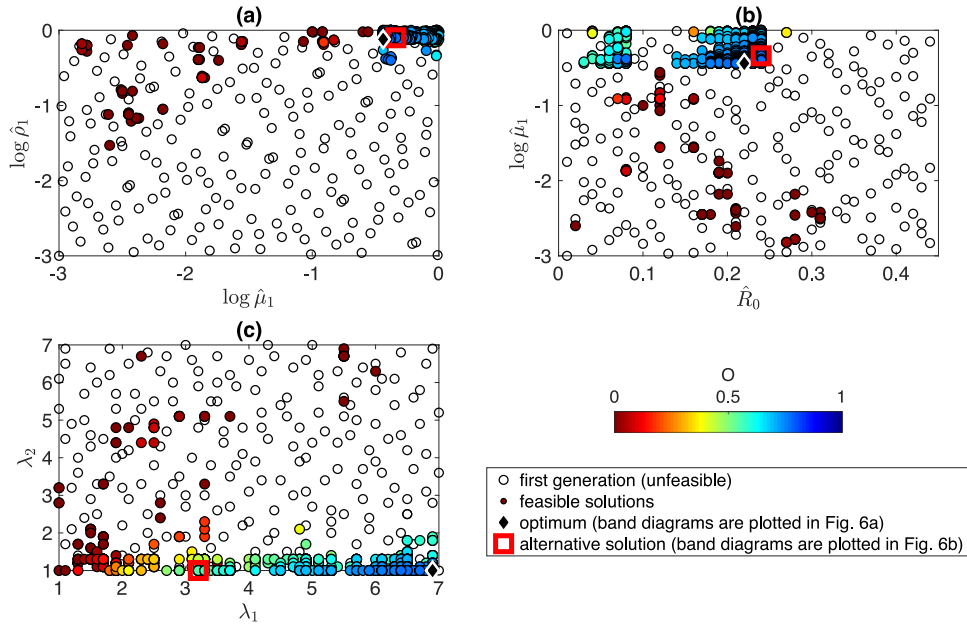 (a)
0
-1
-2
-3
log ρ̂₁
-3
-2
-1
0
log μ̂₁
(b)
0
-1
-2
-3
log μ̂₁
0
0.1
0.2
0.3
0.4
R̂₀
(c)
7
6
5
4
3
2
1
λ₂
1
2
3
4
5
6
7
λ₁
O
0
0.5
1
first generation (unfeasible)
feasible solutions
optimum (band diagrams are plotted in Fig. 6a)
alternative solution (band diagrams are plotted in Fig. 6b)